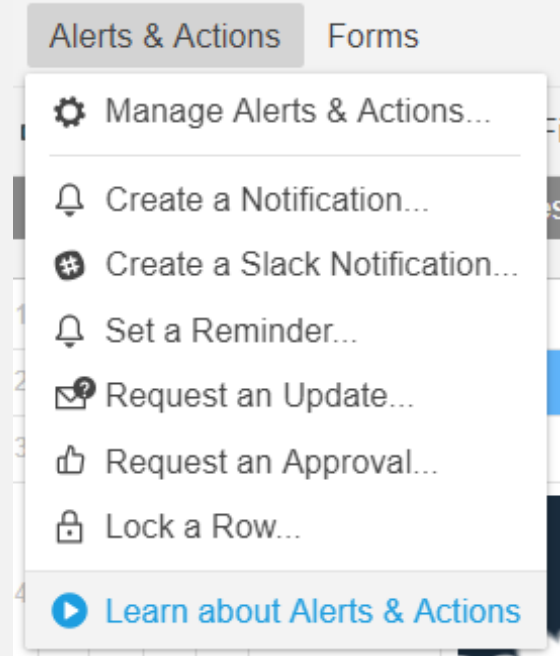 Alerts & Actions Forms
Manage Alerts & Actions...
Create a Notification...
Create a Slack Notification...
Set a Reminder...
Request an Update...
Request an Approval...
Lock a Row...
Learn about Alerts & Actions